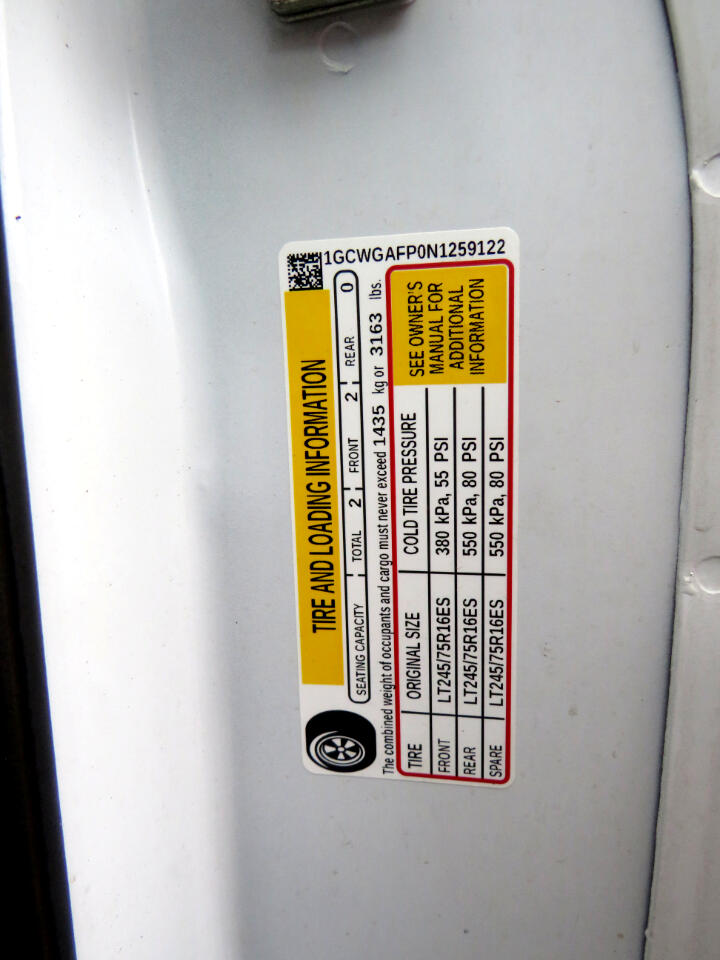 1GCWGAFP0N1259122
TIRE AND LOADING INFORMATION
SEATING CAPACITY TOTAL 2 FRONT 2 REAR 0
The combined weight of occupants and cargo must never exceed 1435 kg or 3163 lbs.
TIRE ORIGINAL SIZE COLD TIRE PRESSURE
FRONT LT245/75R16ES 380 kPa, 55 PSI
REAR LT245/75R16ES 550 kPa, 80 PSI
SPARE LT245/75R16ES 550 kPa, 80 PSI
SEE OWNER'S
MANUAL FOR
ADDITIONAL
INFORMATION